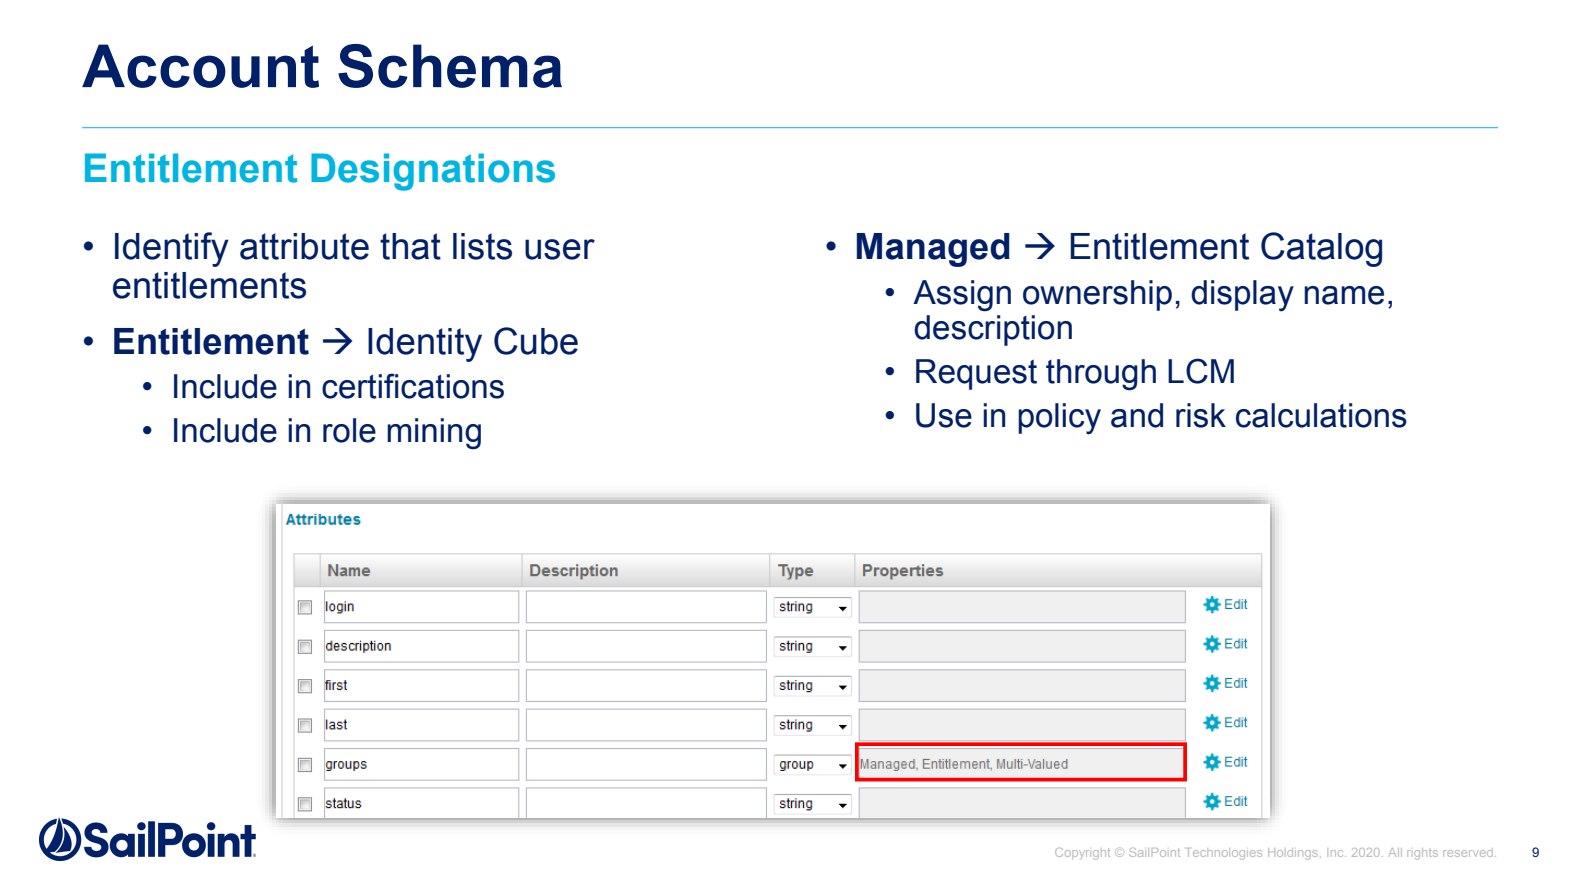 Account Schema
Entitlement Designations
• Identify attribute that lists user
entitlements
• Entitlement → Identity Cube
• Include in certifications
• Include in role mining
• Managed → Entitlement Catalog
• Assign ownership, display name,
description
• Request through LCM
• Use in policy and risk calculations
Attributes
Name Description Type Properties
login string Edit
description string Edit
first string Edit
last string Edit
groups group Managed, Entitlement, Multi-Valued Edit
status string Edit
SailPoint
Copyright © SailPoint Technologies Holdings, Inc. 2020. All rights reserved. 9